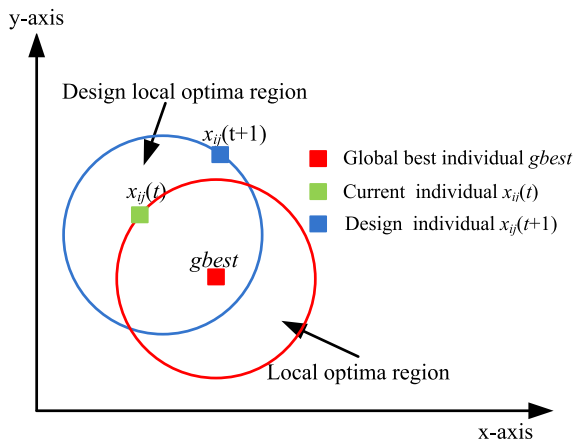 y-axis
Design local optima region
xij(t+1)
xij(t)
gbest
Global best individual gbest
Current individual xij(t)
Design individual xij(t+1)
Local optima region
x-axis